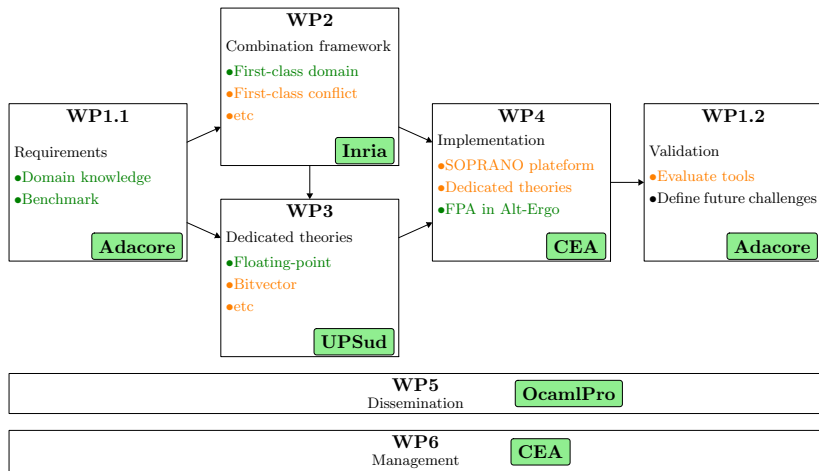 WP1.1
Requirements
●Domain knowledge
●Benchmark
Adacore
WP2
Combination framework
●First-class domain
●First-class conflict
●etc
Inria
WP3
Dedicated theories
●Floating-point
●Bitvector
●etc
UPSud
WP4
Implementation
●SOPRANO plateform
●Dedicated theories
●FPA in Alt-Ergo
CEA
WP1.2
Validation
●Evaluate tools
●Define future challenges
Adacore
WP5
Dissemination
OcamlPro
WP6
Management
CEA